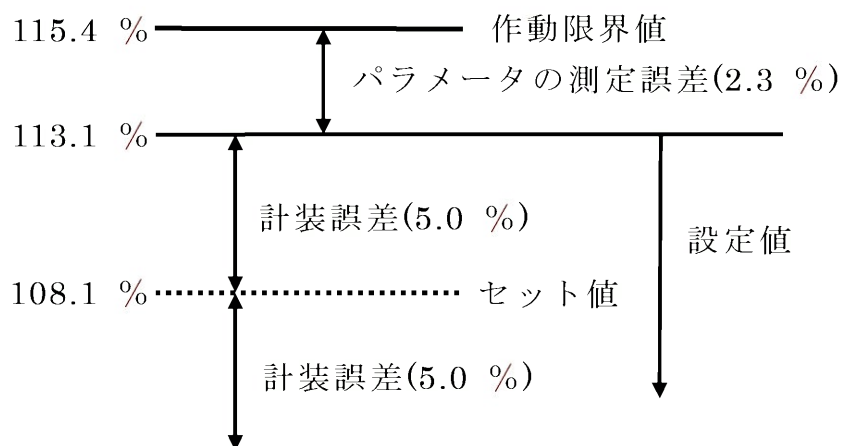 115.4 % 作動限界値
パラメータの測定誤差(2.3 %)
113.1 %
計装誤差(5.0 %)
設定値
108.1 % セット値
計装誤差(5.0 %)